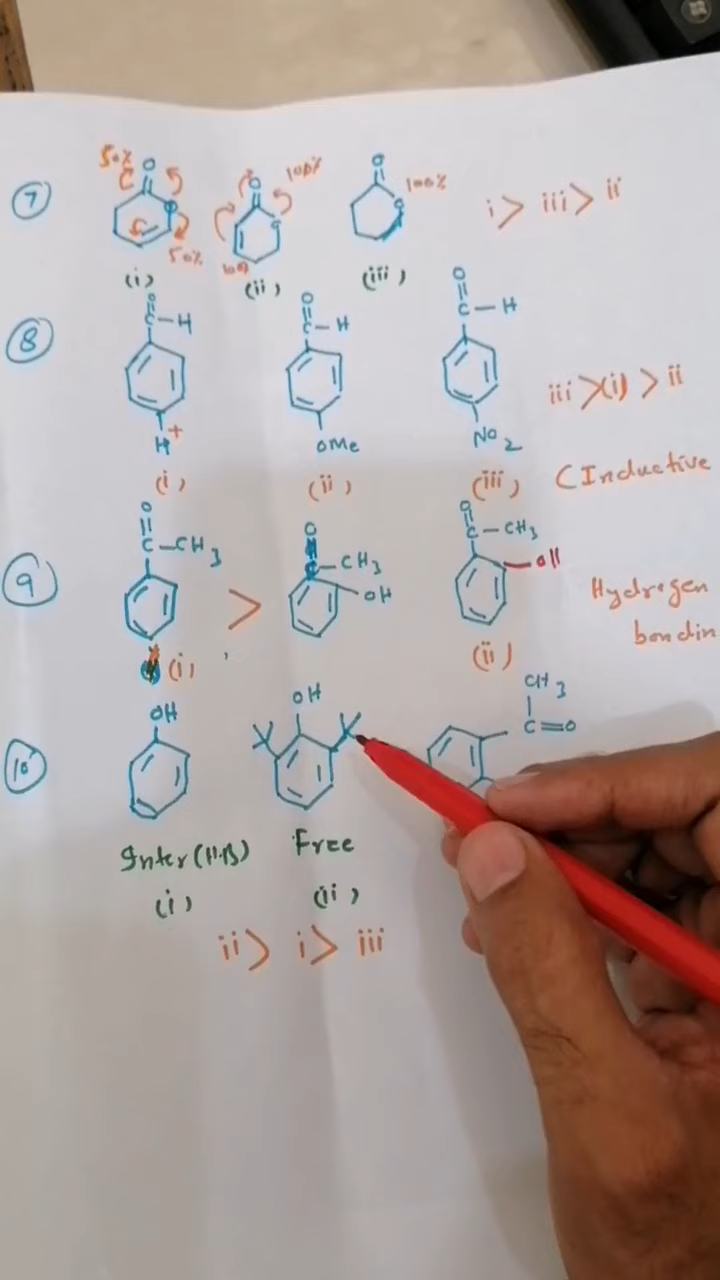 7
50% O
O 100%
O 100%
i > iii > ii
O
O
O
50%
100
(i) (ii) (iii)
8
O
C-H
O
C-H
O
C-H
H+
OMe
NO2
iii > (i) > ii
(i) (ii) (iii) (Inductive
9
O
C-CH3
>
O
C-CH3
OH
O
C-CH3
OH
Hydrogen
bondin
(i) , (ii)
10
OH
OH
CH3
C=O
Inter (H.B) Free
(i) (ii)
ii > i > iii